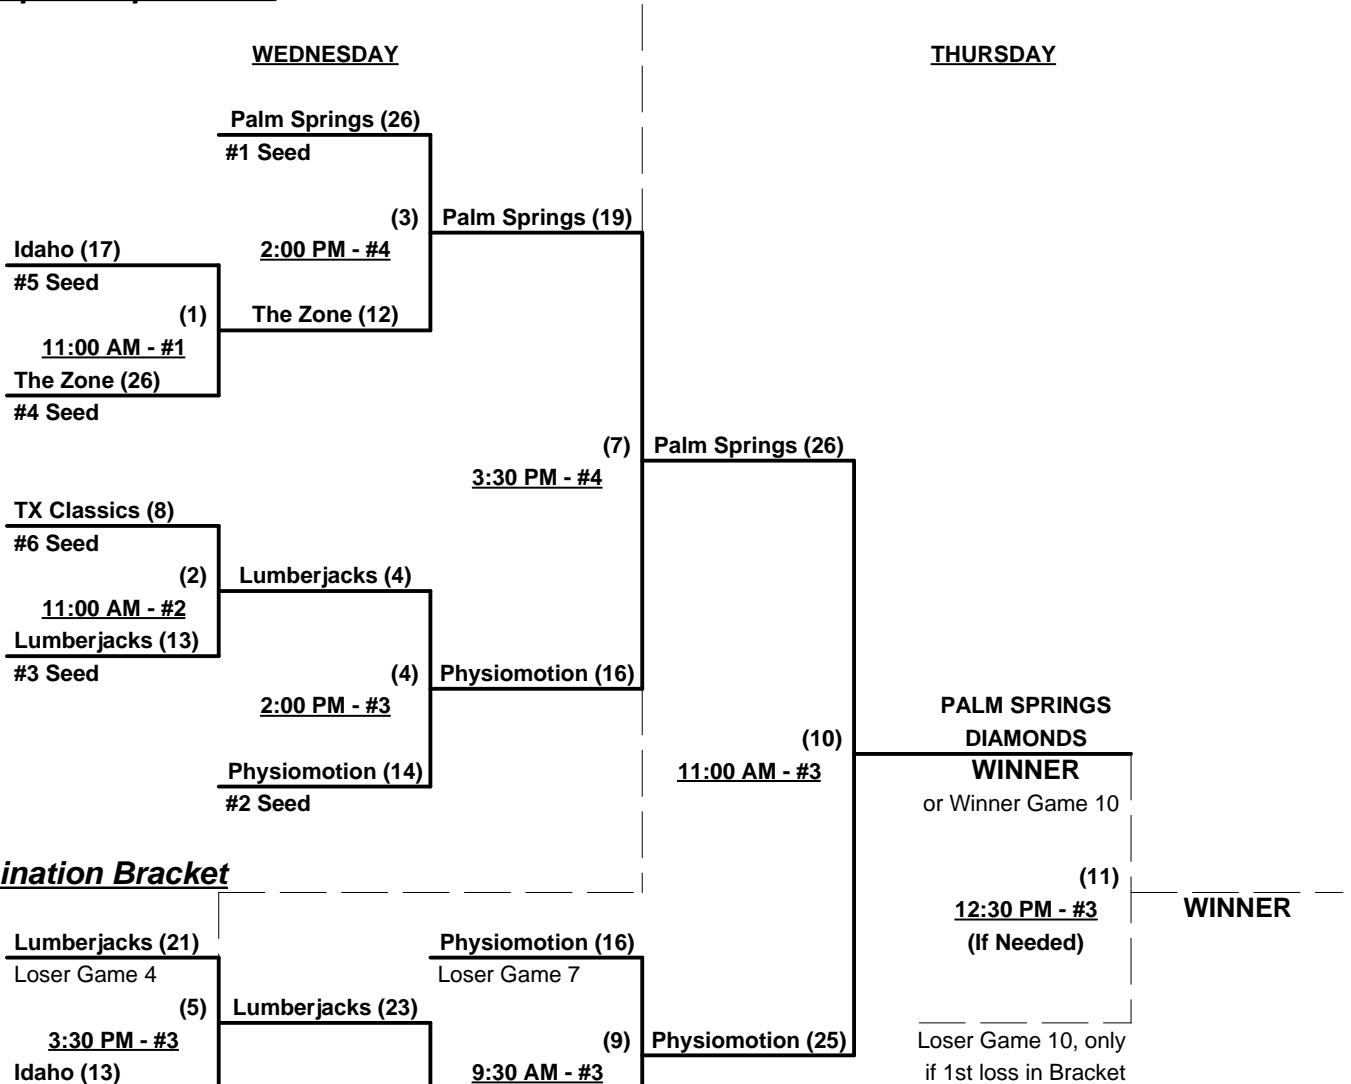 WEDNESDAY
THURSDAY
Palm Springs (26)
#1 Seed
(3)
Palm Springs (19)
2:00 PM - #4
Idaho (17)
#5 Seed
(1)
The Zone (12)
11:00 AM - #1
The Zone (26)
#4 Seed
(7)
Palm Springs (26)
3:30 PM - #4
TX Classics (8)
#6 Seed
(2)
Lumberjacks (4)
11:00 AM - #2
Lumberjacks (13)
#3 Seed
(4)
Physiomotion (16)
2:00 PM - #3
Physiomotion (14)
#2 Seed
(10)
11:00 AM - #3
PALM SPRINGS
DIAMONDS
WINNER
or Winner Game 10
ination Bracket
(11)
12:30 PM - #3
(If Needed)
WINNER
Lumberjacks (21)
Loser Game 4
(5)
Lumberjacks (23)
3:30 PM - #3
Idaho (13)
Physiomotion (16)
Loser Game 7
(9)
Physiomotion (25)
9:30 AM - #3
Loser Game 10, only
if 1st loss in Bracket